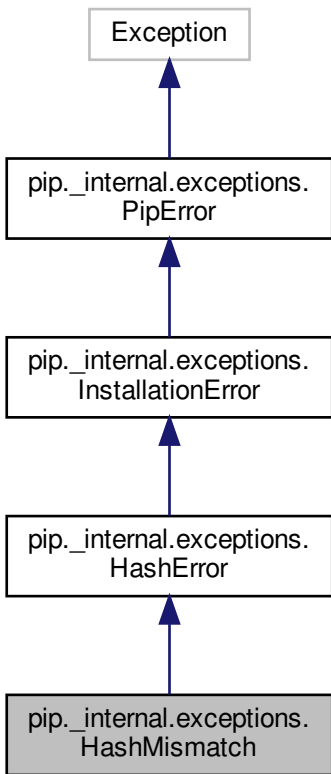 Exception
pip._internal.exceptions.
PipError
pip._internal.exceptions.
InstallationError
pip._internal.exceptions.
HashError
pip._internal.exceptions.
HashMismatch